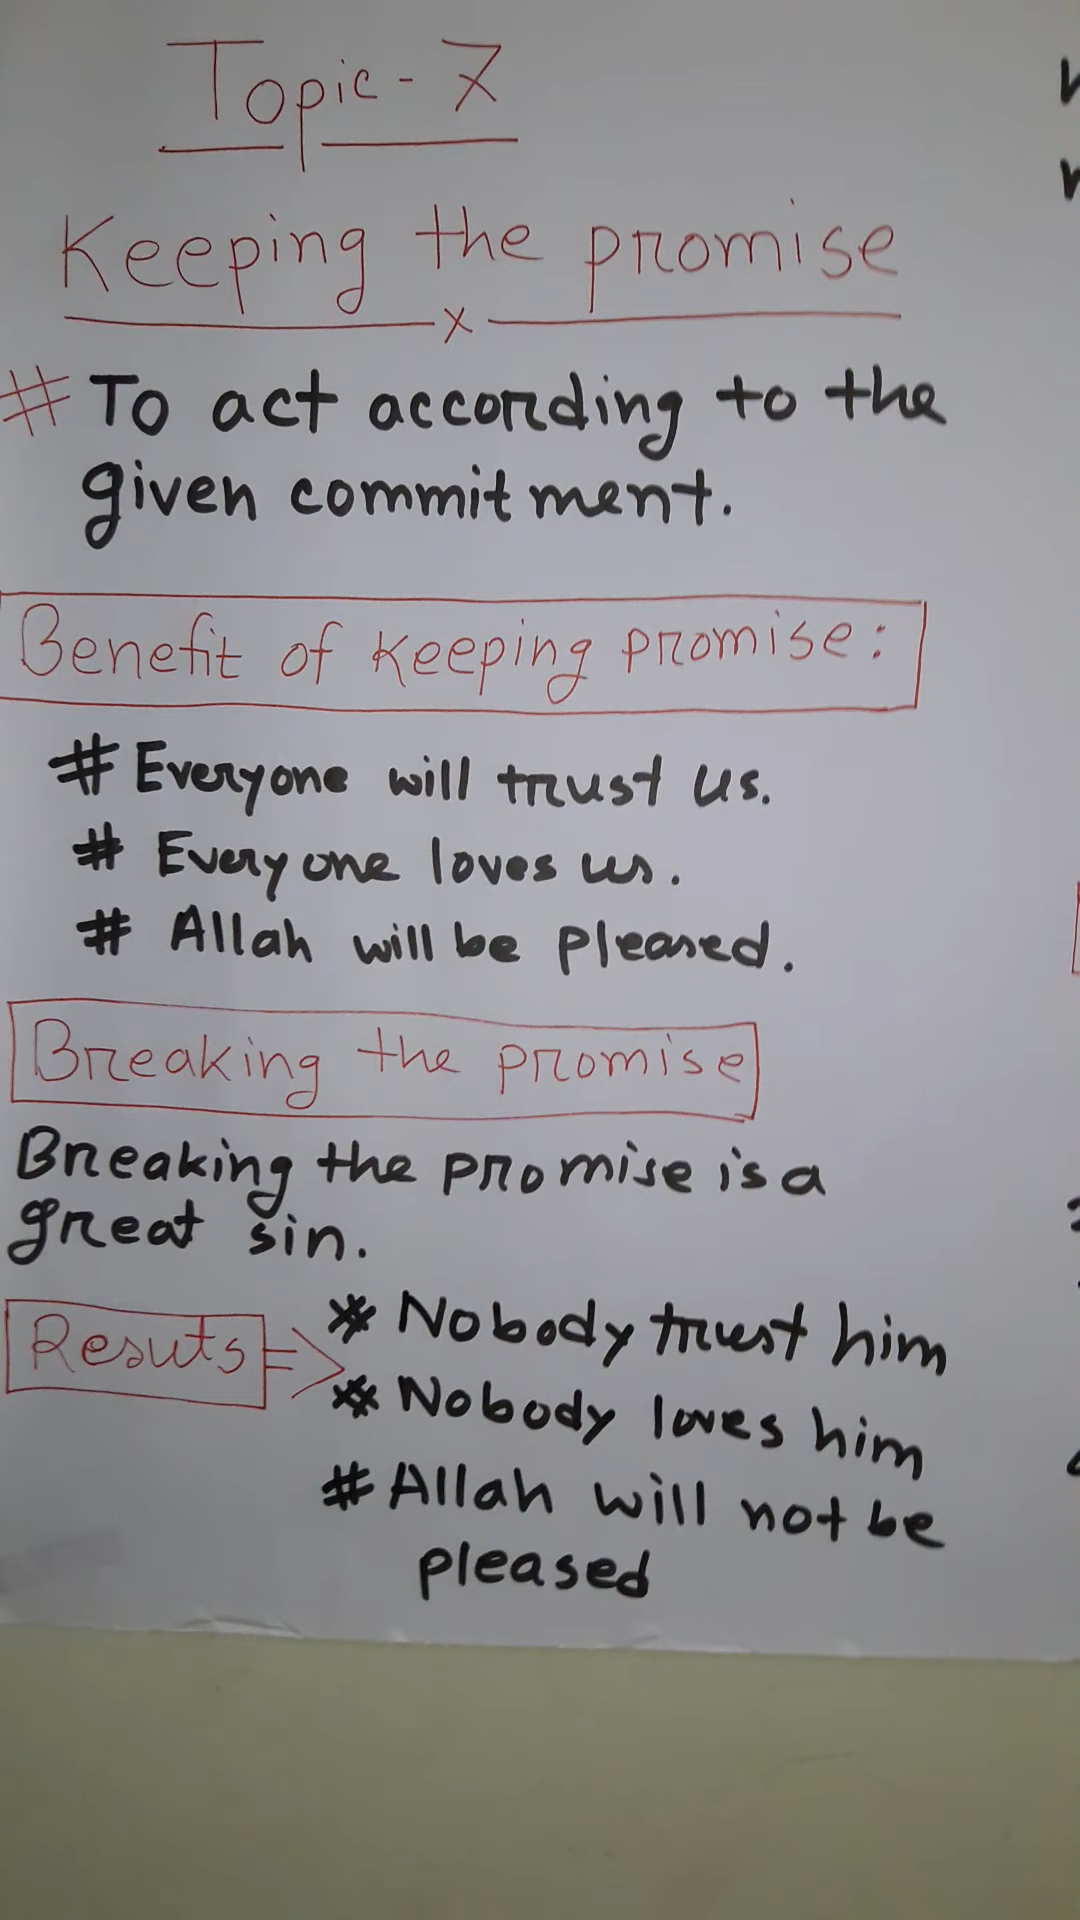 Topic - 7
Keeping the promise
x
# To act according to the
given commitment.
Benefit of keeping promise:
# Everyone will trust us.
# Everyone loves us.
# Allah will be pleased.
Breaking the promise
Breaking the promise is a
great sin.
Resuts => * Nobody trust him
* Nobody loves him
# Allah will not be
pleased